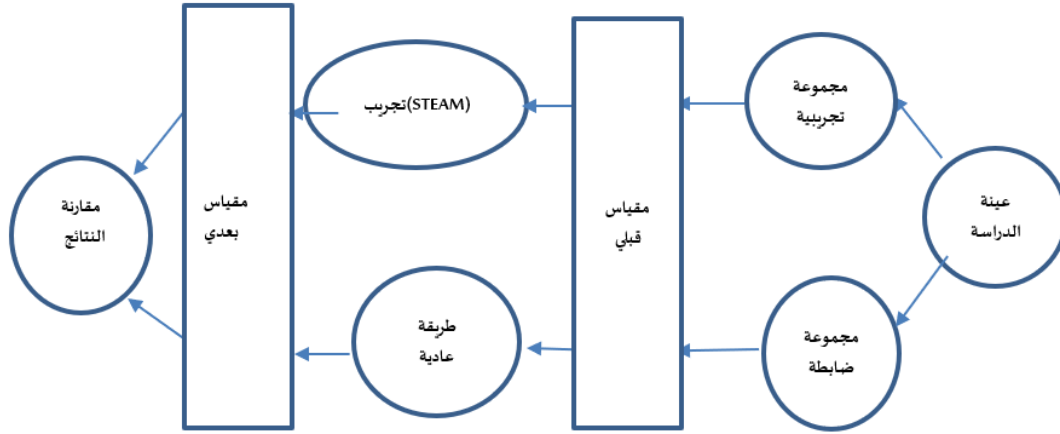 عينة
الدراسة
مجموعة
تجريبية
مجموعة
ضابطة
مقياس
قبلي
تجريب(STEAM)
طريقة
عادية
مقياس
بعدي
مقارنة
النتائج